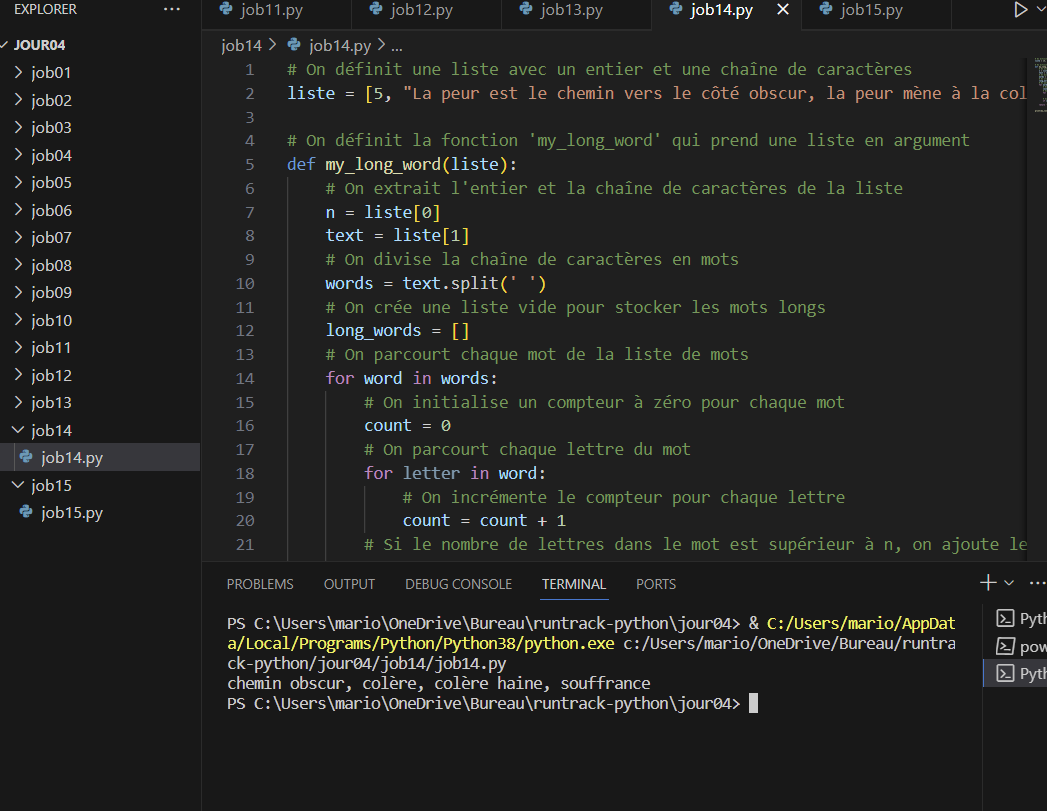 EXPLORER ...
job11.py job12.py job13.py job14.py job15.py
JOUR04
job01
job02
job03
job04
job05
job06
job07
job08
job09
job10
job11
job12
job13
job14
job14.py
job15
job15.py
job14 > job14.py > ...
1 # On définit une liste avec un entier et une chaîne de caractères
2 liste = [5, "La peur est le chemin vers le côté obscur, la peur mène à la col
3
4 # On définit la fonction 'my_long_word' qui prend une liste en argument
5 def my_long_word(liste):
6 # On extrait l'entier et la chaîne de caractères de la liste
7 n = liste[0]
8 text = liste[1]
9 # On divise la chaîne de caractères en mots
10 words = text.split(' ')
11 # On crée une liste vide pour stocker les mots longs
12 long_words = []
13 # On parcourt chaque mot de la liste de mots
14 for word in words:
15 # On initialise un compteur à zéro pour chaque mot
16 count = 0
17 # On parcourt chaque lettre du mot
18 for letter in word:
19 # On incrémente le compteur pour chaque lettre
20 count = count + 1
21 # Si le nombre de lettres dans le mot est supérieur à n, on ajoute le
PROBLEMS OUTPUT DEBUG CONSOLE TERMINAL PORTS
PS C:\Users\mario\OneDrive\Bureau\runtrack-python\jour04> & C:/Users/mario/AppDat
a/Local/Programs/Python/Python38/python.exe c:/Users/mario/OneDrive/Bureau/runtra
ck-python/jour04/job14/job14.py
chemin obscur, colère, colère haine, souffrance
PS C:\Users\mario\OneDrive\Bureau\runtrack-python\jour04>
Pyth
pow
Pyth